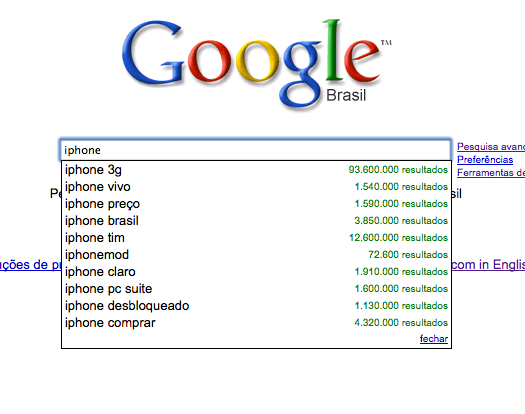 Google™
Brasil
iphone
Pesquisa avan
Preferências
Ferramentas de
iphone 3g 93.600.000 resultados
iphone vivo 1.540.000 resultados
iphone preço 1.590.000 resultados
iphone brasil 3.850.000 resultados
iphone tim 12.600.000 resultados
iphonemod 72.600 resultados
iphone claro 1.910.000 resultados
iphone pc suite 1.600.000 resultados
iphone desbloqueado 1.130.000 resultados
iphone comprar 4.320.000 resultados
fechar
Pe sil
uções de pu com in Englis